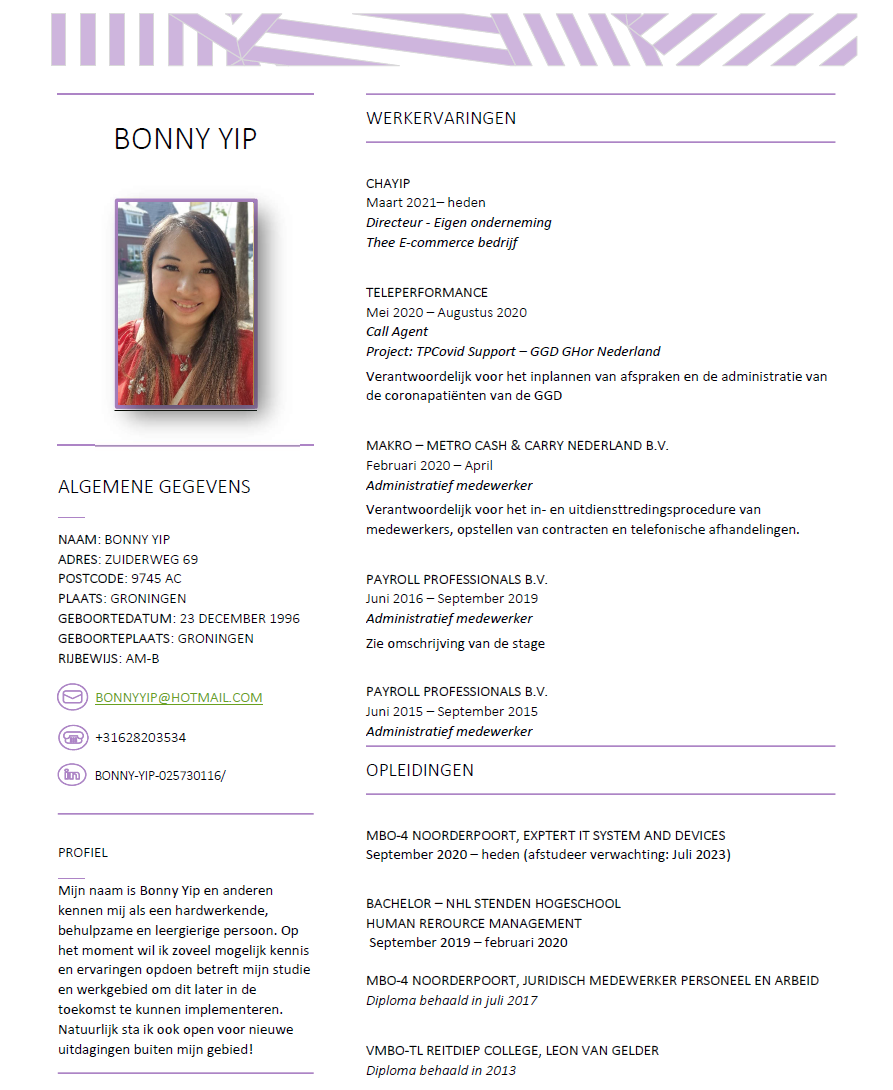 BONNY YIP
ALGEMENE GEGEVENS
NAAM: BONNY YIP
ADRES: ZUIDERWEG 69
POSTCODE: 9745 AC
PLAATS: GRONINGEN
GEBOORTEDATUM: 23 DECEMBER 1996
GEBOORTEPLAATS: GRONINGEN
RIJBEWIJS: AM-B
BONNYYIP@HOTMAIL.COM
+31628203534
in
BONNY-YIP-025730116/
PROFIEL
Mijn naam is Bonny Yip en anderen
kennen mij als een hardwerkende,
behulpzame en leergierige persoon. Op
het moment wil ik zoveel mogelijk kennis
en ervaringen opdoen betreft mijn studie
en werkgebied om dit later in de
toekomst te kunnen implementeren.
Natuurlijk sta ik ook open voor nieuwe
uitdagingen buiten mijn gebied!
WERKERVARINGEN
CHAYIP
Maart 2021– heden
Directeur - Eigen onderneming
Thee E-commerce bedrijf
TELEPERFORMANCE
Mei 2020 – Augustus 2020
Call Agent
Project: TPCovid Support – GGD GHor Nederland
Verantwoordelijk voor het inplannen van afspraken en de administratie van
de coronapatiënten van de GGD
MAKRO – METRO CASH & CARRY NEDERLAND B.V.
Februari 2020 – April
Administratief medewerker
Verantwoordelijk voor het in- en uitdiensttredingsprocedure van
medewerkers, opstellen van contracten en telefonische afhandelingen.
PAYROLL PROFESSIONALS B.V.
Juni 2016 – September 2019
Administratief medewerker
Zie omschrijving van de stage
PAYROLL PROFESSIONALS B.V.
Juni 2015 – September 2015
Administratief medewerker
OPLEIDINGEN
MBO-4 NOORDERPOORT, EXPTERT IT SYSTEM AND DEVICES
September 2020 – heden (afstudeer verwachting: Juli 2023)
BACHELOR – NHL STENDEN HOGESCHOOL
HUMAN REROURCE MANAGEMENT
September 2019 – februari 2020
MBO-4 NOORDERPOORT, JURIDISCH MEDEWERKER PERSONEEL EN ARBEID
Diploma behaald in juli 2017
VMBO-TL REITDIEP COLLEGE, LEON VAN GELDER
Diploma behaald in 2013